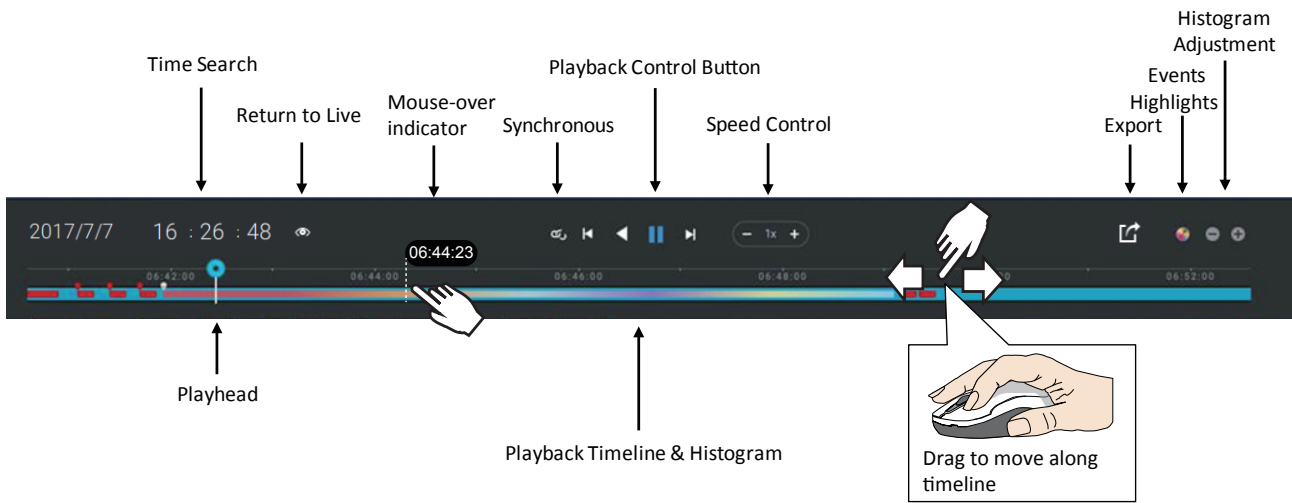 Histogram
Adjustment
Time Search
Playback Control Button
Events
Highlights
Return to Live
Mouse-over
indicator
Synchronous
Speed Control
Export
2017/7/7 16 : 26 : 48
− 1x +
06:44:23
06:42:00 06:44:00 06:46:00 06:48:00 06:52:00
Playhead
Playback Timeline & Histogram
Drag to move along
timeline